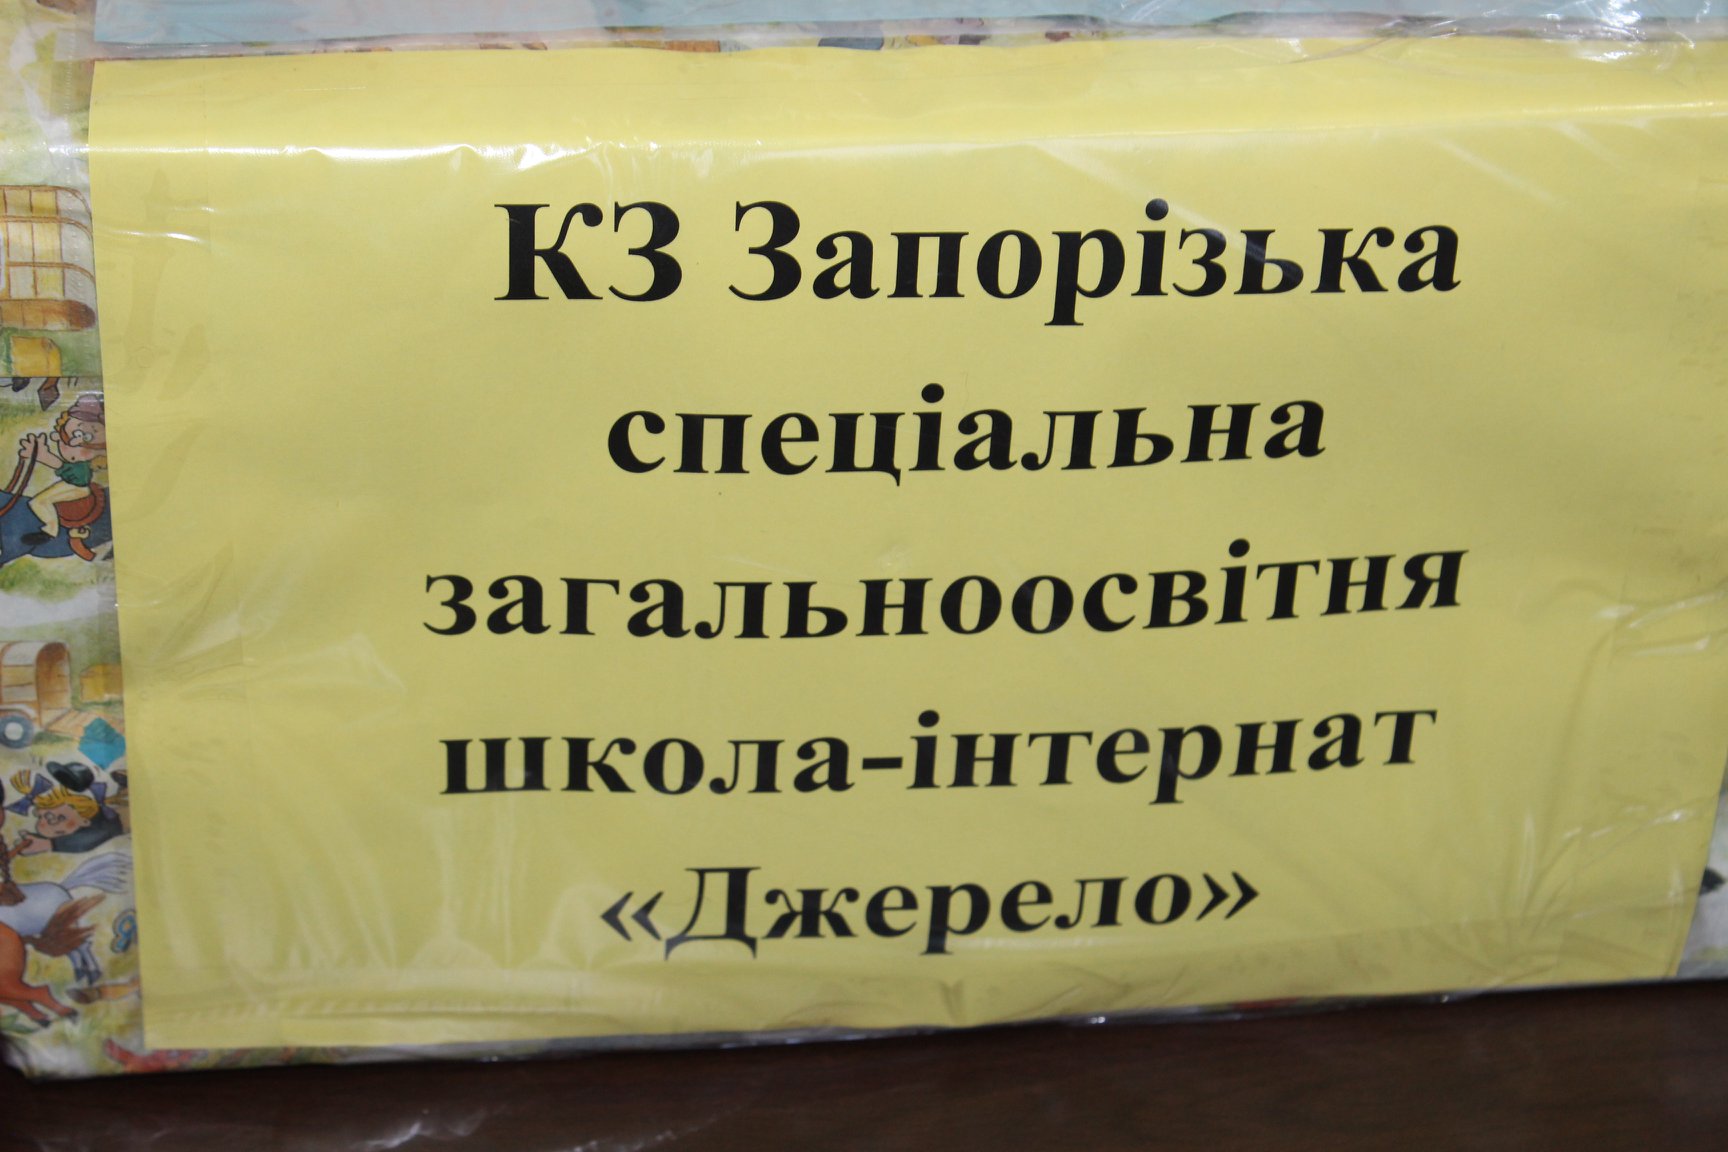 КЗ Запорізька
спеціальна
загальноосвітня
школа-інтернат
«Джерело»